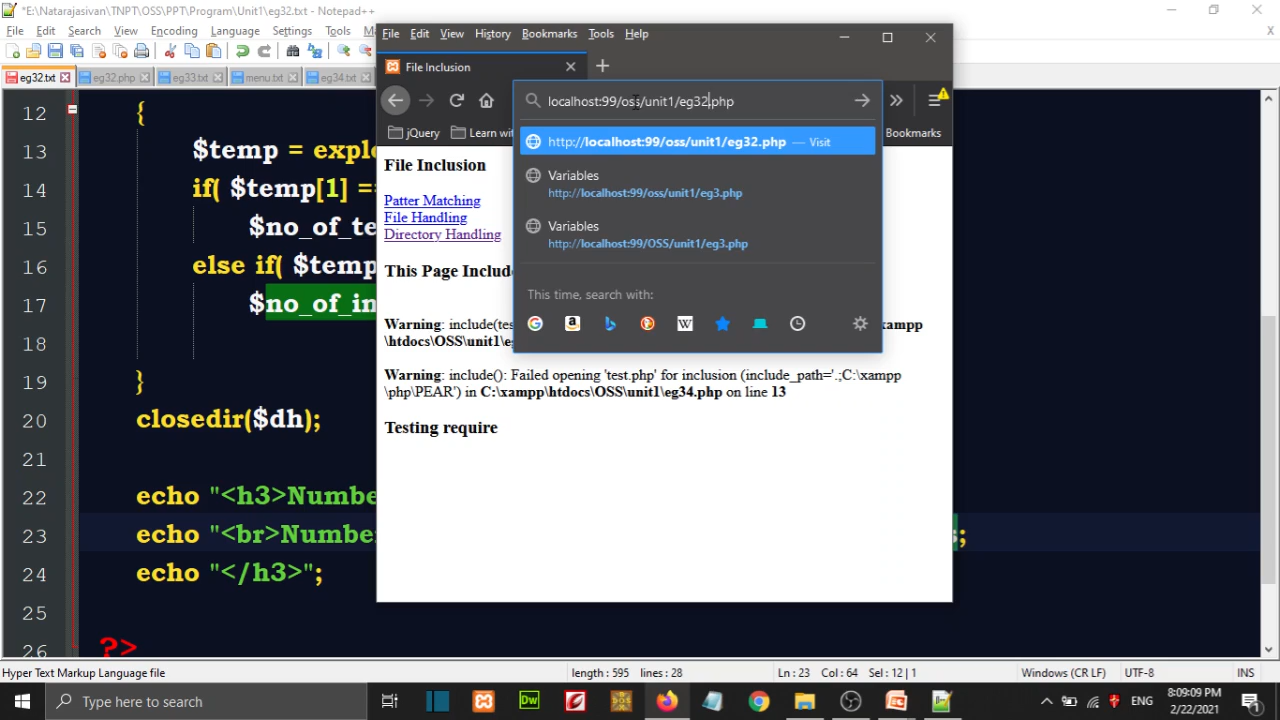 *E:\Natarajasivan\TNPT\OSS\PPT\Program\Unit1\eg32.txt - Notepad++
File Edit Search View Encoding Language Settings Tools M
eg32.txt eg32.php eg33.txt menu.txt eg34.txt
12 {
13 $temp = explo
14 if( $temp[1] ==
15 $no_of_te
16 else if( $temp
17 $no_of_in
18
19 }
20 closedir($dh);
21
22 echo "<h3>Numbe
23 echo "<br>Numbe ;
24 echo "</h3>";
25
26 ?>
File Edit View History Bookmarks Tools Help
File Inclusion
localhost:99/oss/unit1/eg32.php
jQuery Learn wit Bookmarks
http://localhost:99/oss/unit1/eg32.php — Visit
Variables
http://localhost:99/oss/unit1/eg3.php
Variables
http://localhost:99/OSS/unit1/eg3.php
This time, search with:
File Inclusion
Patter Matching
File Handling
Directory Handling
This Page Includ
Warning: include(tes xampp
\htdocs\OSS\unit1\eg
Warning: include(): Failed opening 'test.php' for inclusion (include_path='.;C:\xampp
\php\PEAR') in C:\xampp\htdocs\OSS\unit1\eg34.php on line 13
Testing require
Hyper Text Markup Language file length : 595 lines : 28 Ln : 23 Col : 64 Sel : 12 | 1 Windows (CR LF) UTF-8 INS
Type here to search
ENG
8:09:09 PM
2/22/2021